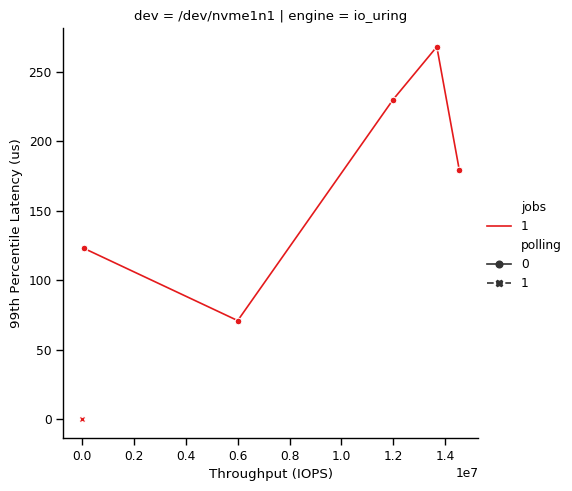 dev = /dev/nvme1n1 | engine = io_uring
250
200
150
100
50
0
99th Percentile Latency (us)
0.0 0.2 0.4 0.6 0.8 1.0 1.2 1.4
1e7
Throughput (IOPS)
jobs
1
polling
0
1